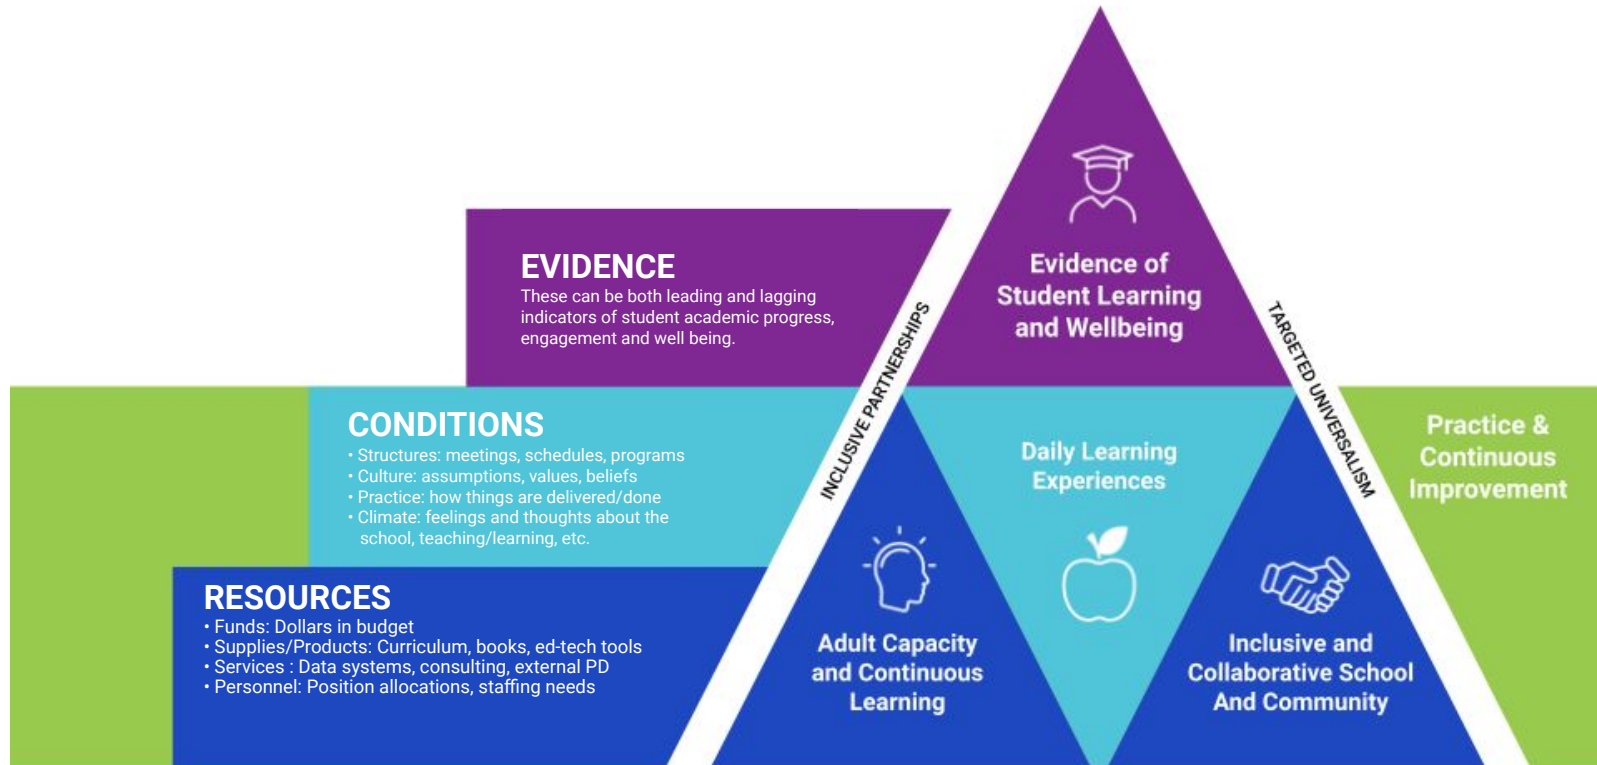 EVIDENCE
These can be both leading and lagging
indicators of student academic progress,
engagement and well being.
CONDITIONS
• Structures: meetings, schedules, programs
• Culture: assumptions, values, beliefs
• Practice: how things are delivered/done
• Climate: feelings and thoughts about the
school, teaching/learning, etc.
RESOURCES
• Funds: Dollars in budget
• Supplies/Products: Curriculum, books, ed-tech tools
• Services : Data systems, consulting, external PD
• Personnel: Position allocations, staffing needs
INCLUSIVE PARTNERSHIPS
Evidence of
Student Learning
and Wellbeing
Daily Learning
Experiences
Adult Capacity
and Continuous
Learning
Inclusive and
Collaborative School
And Community
TARGETED UNIVERSALISM
Practice &
Continuous
Improvement